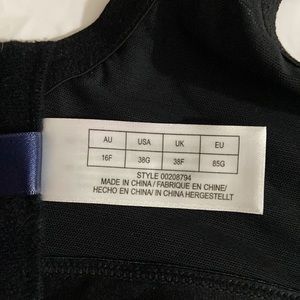 AU USA UK EU
16F 38G 38F 85G
STYLE 00208794
MADE IN CHINA / FABRIQUE EN CHINE/
HECHO EN CHINA/ IN CHINA HERGESTELLT